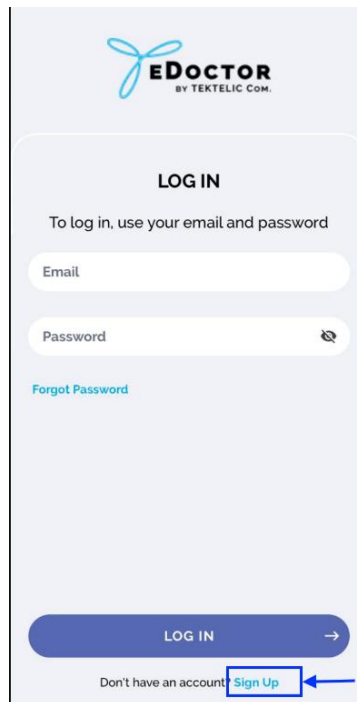 EDOCTOR
BY TEKTELIC COM.
LOG IN
To log in, use your email and password
Email
Password
Forgot Password
LOG IN
Don't have an account? Sign Up